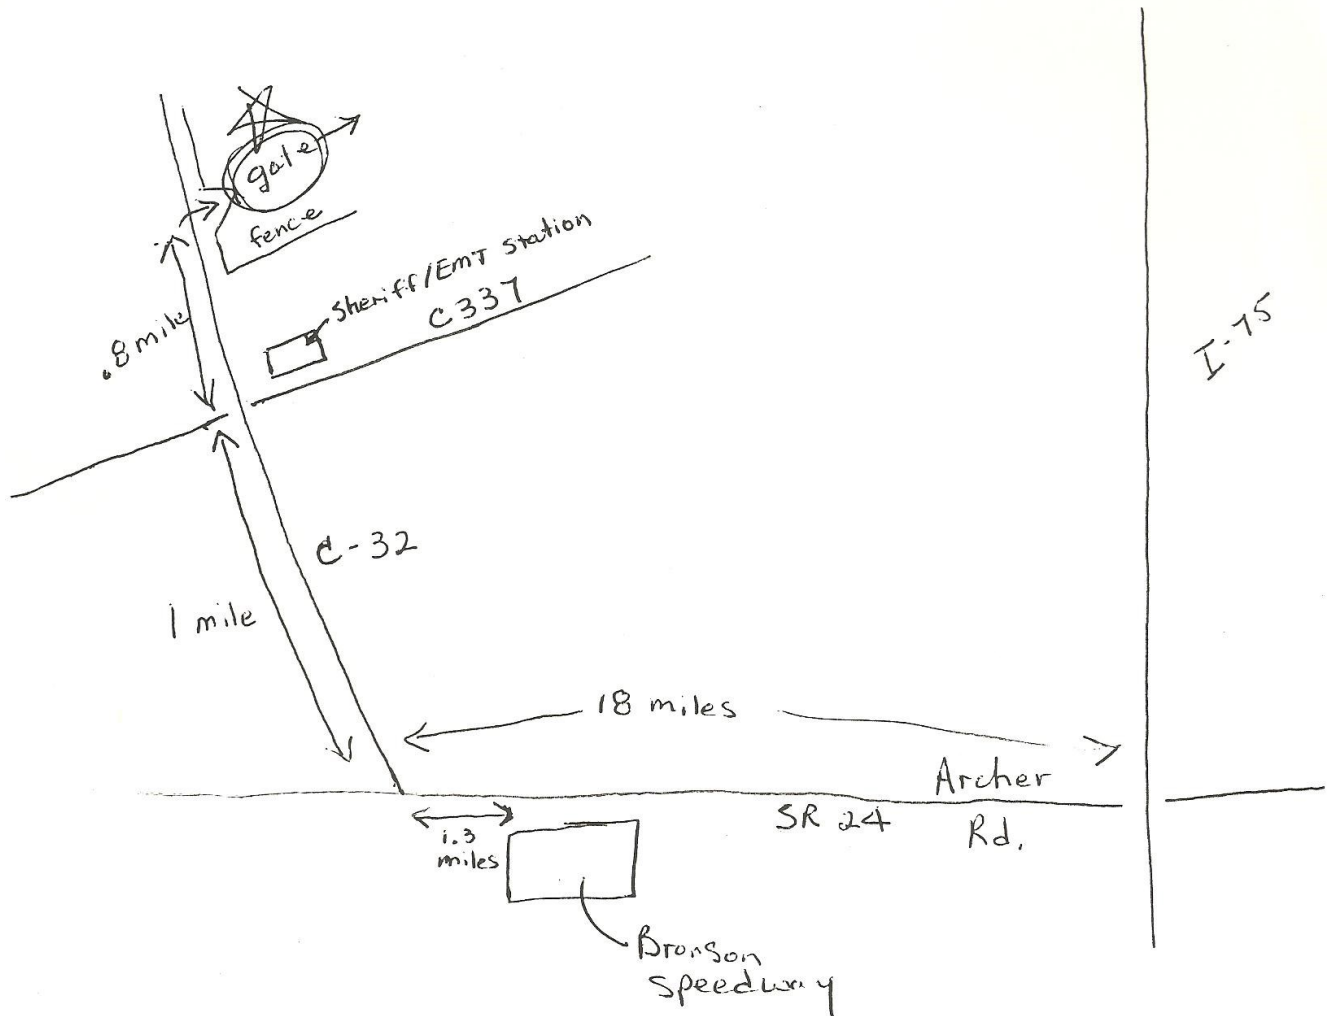 gate
fence
Sheriff/EMT Station
C337
.8 mile
I-75
C-32
1 mile
18 miles
Archer
Rd.
SR 24
1.3
miles
Bronson
Speedway